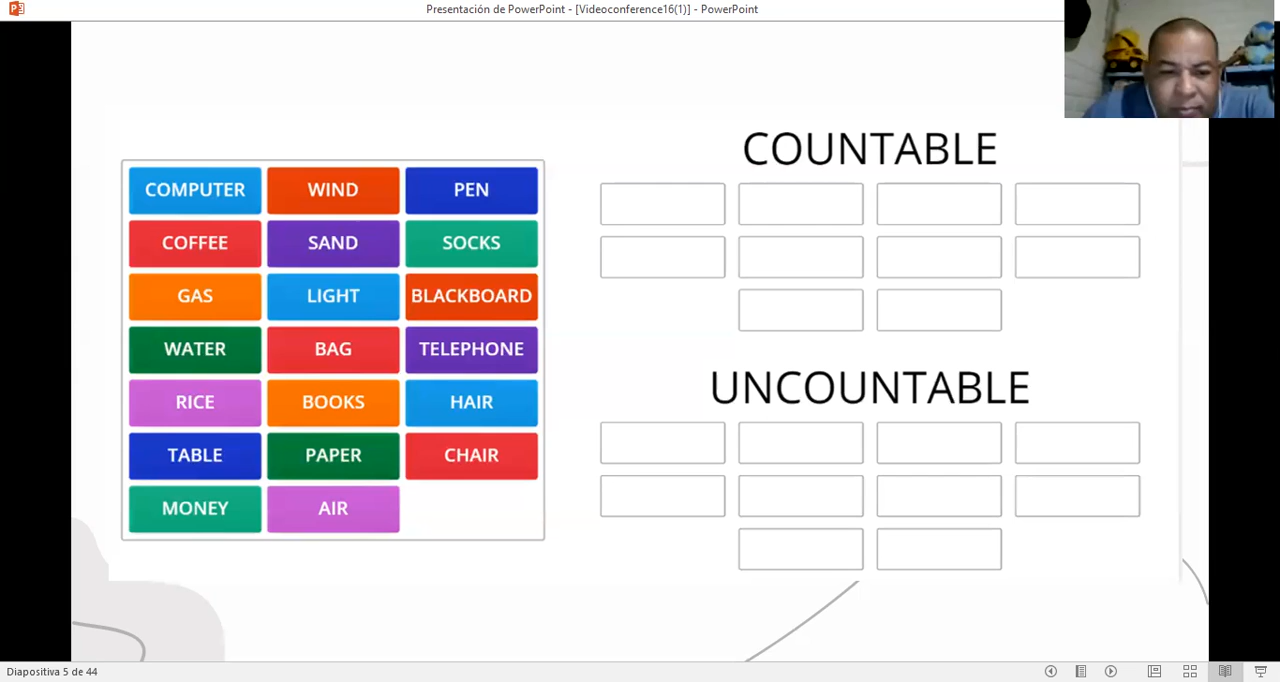 Presentación de PowerPoint - [Videoconference16(1)] - PowerPoint
COUNTABLE
COMPUTER WIND PEN
COFFEE SAND SOCKS
GAS LIGHT BLACKBOARD
WATER BAG TELEPHONE
RICE BOOKS HAIR
TABLE PAPER CHAIR
MONEY AIR
UNCOUNTABLE
Diapositiva 5 de 44